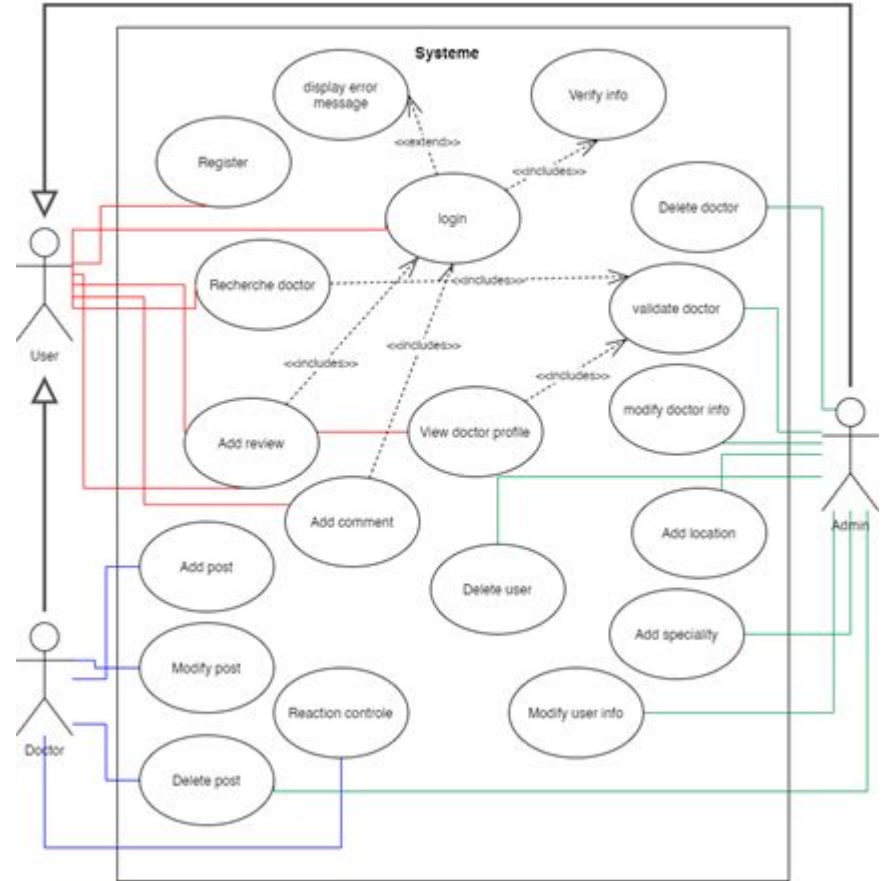 Systeme
display error
message
Verify info
<<extend>>
<<includes>>
Register
login
Delete doctor
Recherche doctor
<<includes>>
validate doctor
User
<<includes>>
<<includes>>
<<includes>>
modify doctor info
Add review
View doctor profile
Add comment
Admin
Add location
Add post
Delete user
Add speciality
Modify post
Reaction controle
Modify user info
Doctor
Delete post